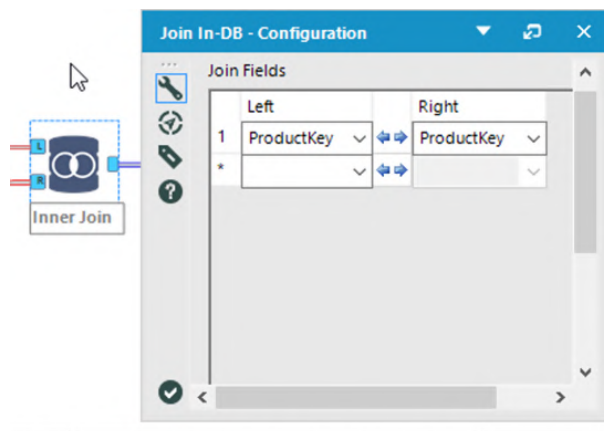 Join In-DB - Configuration
Join Fields
Left Right
1 ProductKey ProductKey
*
L
R
Inner Join